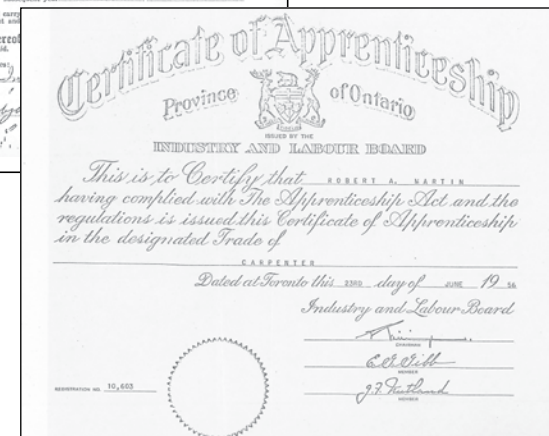 Certificate of Apprenticeship
Province of Ontario
ISSUED BY THE
INDUSTRY AND LABOUR BOARD
This is to Certify that ROBERT A. MARTIN
having complied with The Apprenticeship Act and the
regulations is issued this Certificate of Apprenticeship
in the designated Trade of
CARPENTER
Dated at Toronto this 23RD day of JUNE 19 56
Industry and Labour Board
CHAIRMAN
MEMBER
MEMBER
REGISTRATION NO. 10,603